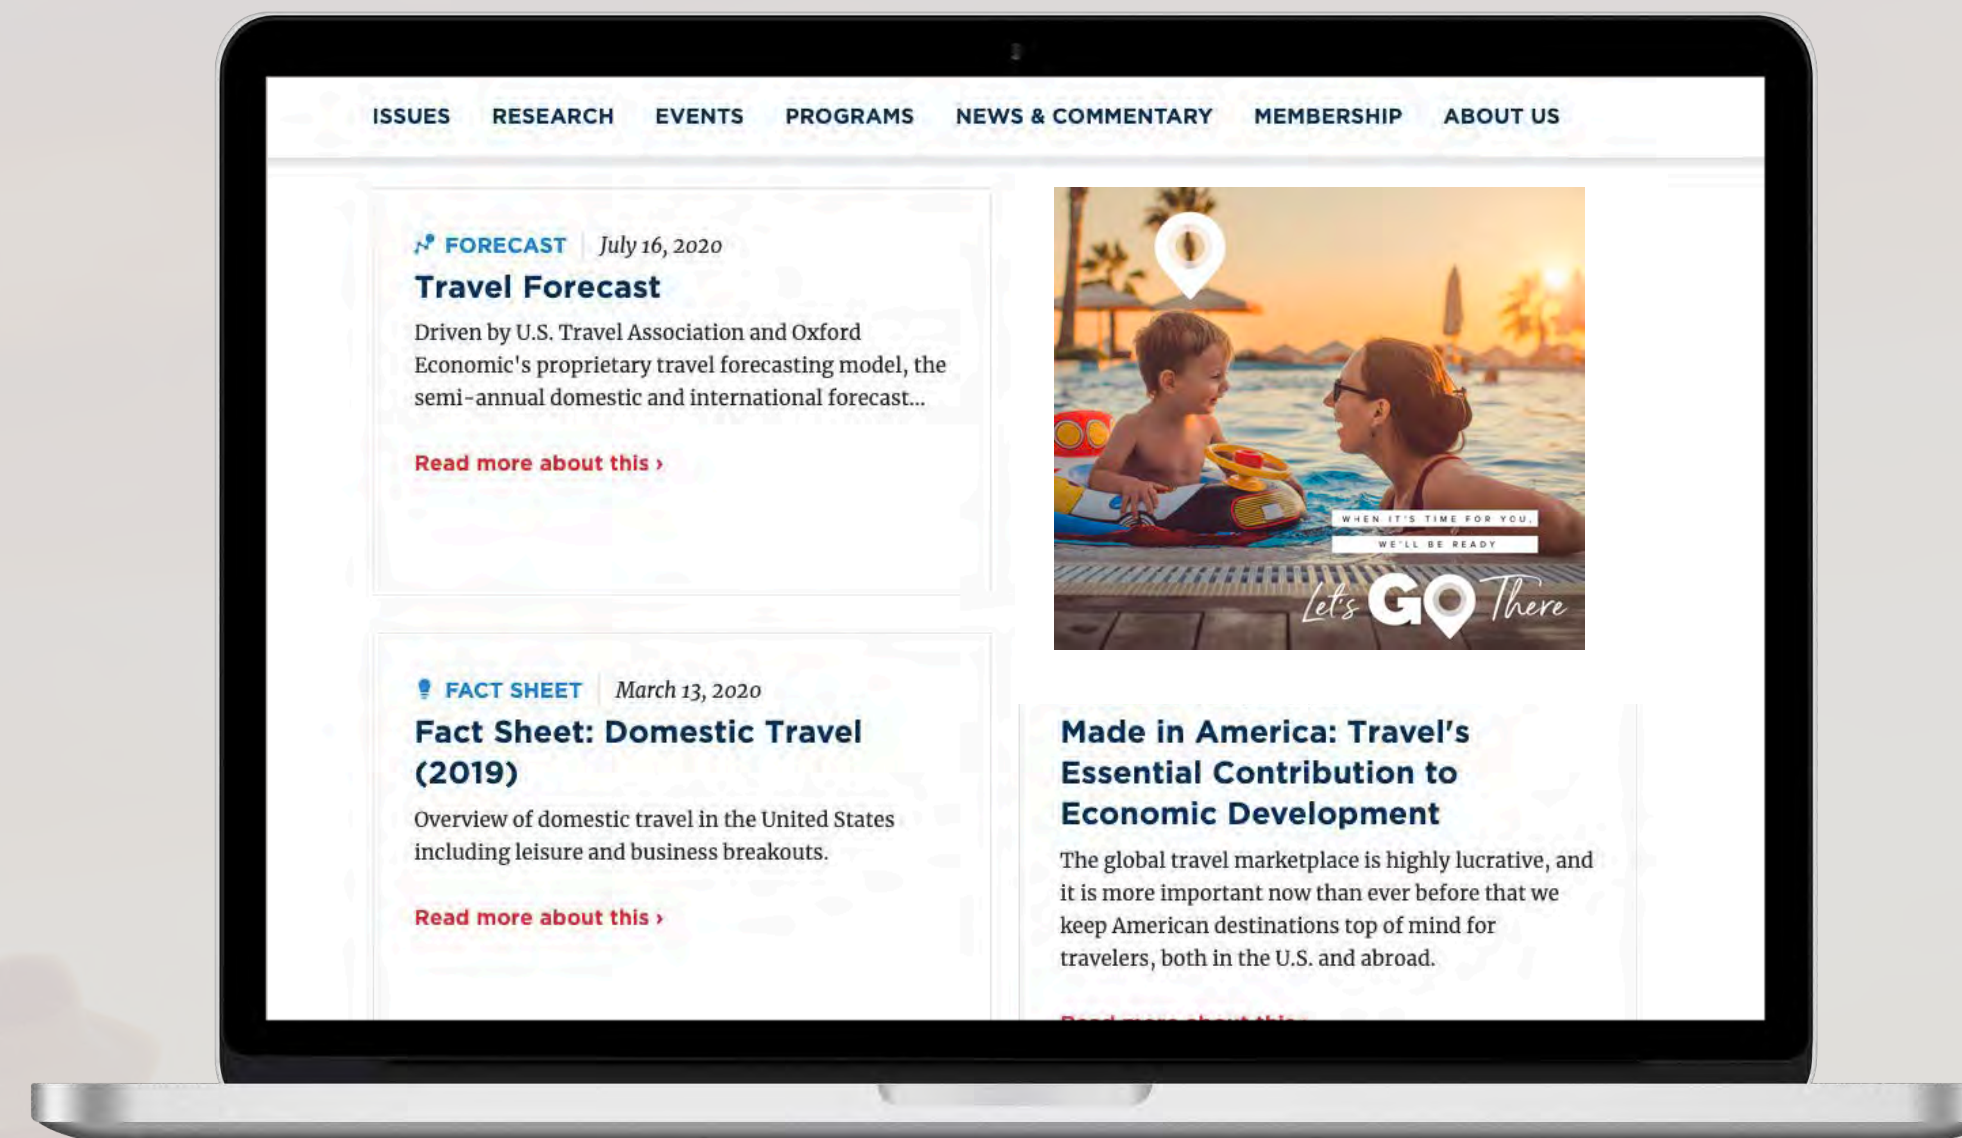 ISSUES RESEARCH EVENTS PROGRAMS NEWS & COMMENTARY MEMBERSHIP ABOUT US
FORECAST July 16, 2020
Travel Forecast
Driven by U.S. Travel Association and Oxford
Economic's proprietary travel forecasting model, the
semi-annual domestic and international forecast...
Read more about this ›
WHEN IT'S TIME FOR YOU,
WE'LL BE READY
Let's GO There
FACT SHEET March 13, 2020
Fact Sheet: Domestic Travel
(2019)
Overview of domestic travel in the United States
including leisure and business breakouts.
Read more about this ›
Made in America: Travel's
Essential Contribution to
Economic Development
The global travel marketplace is highly lucrative, and
it is more important now than ever before that we
keep American destinations top of mind for
travelers, both in the U.S. and abroad.
Read more about this ›